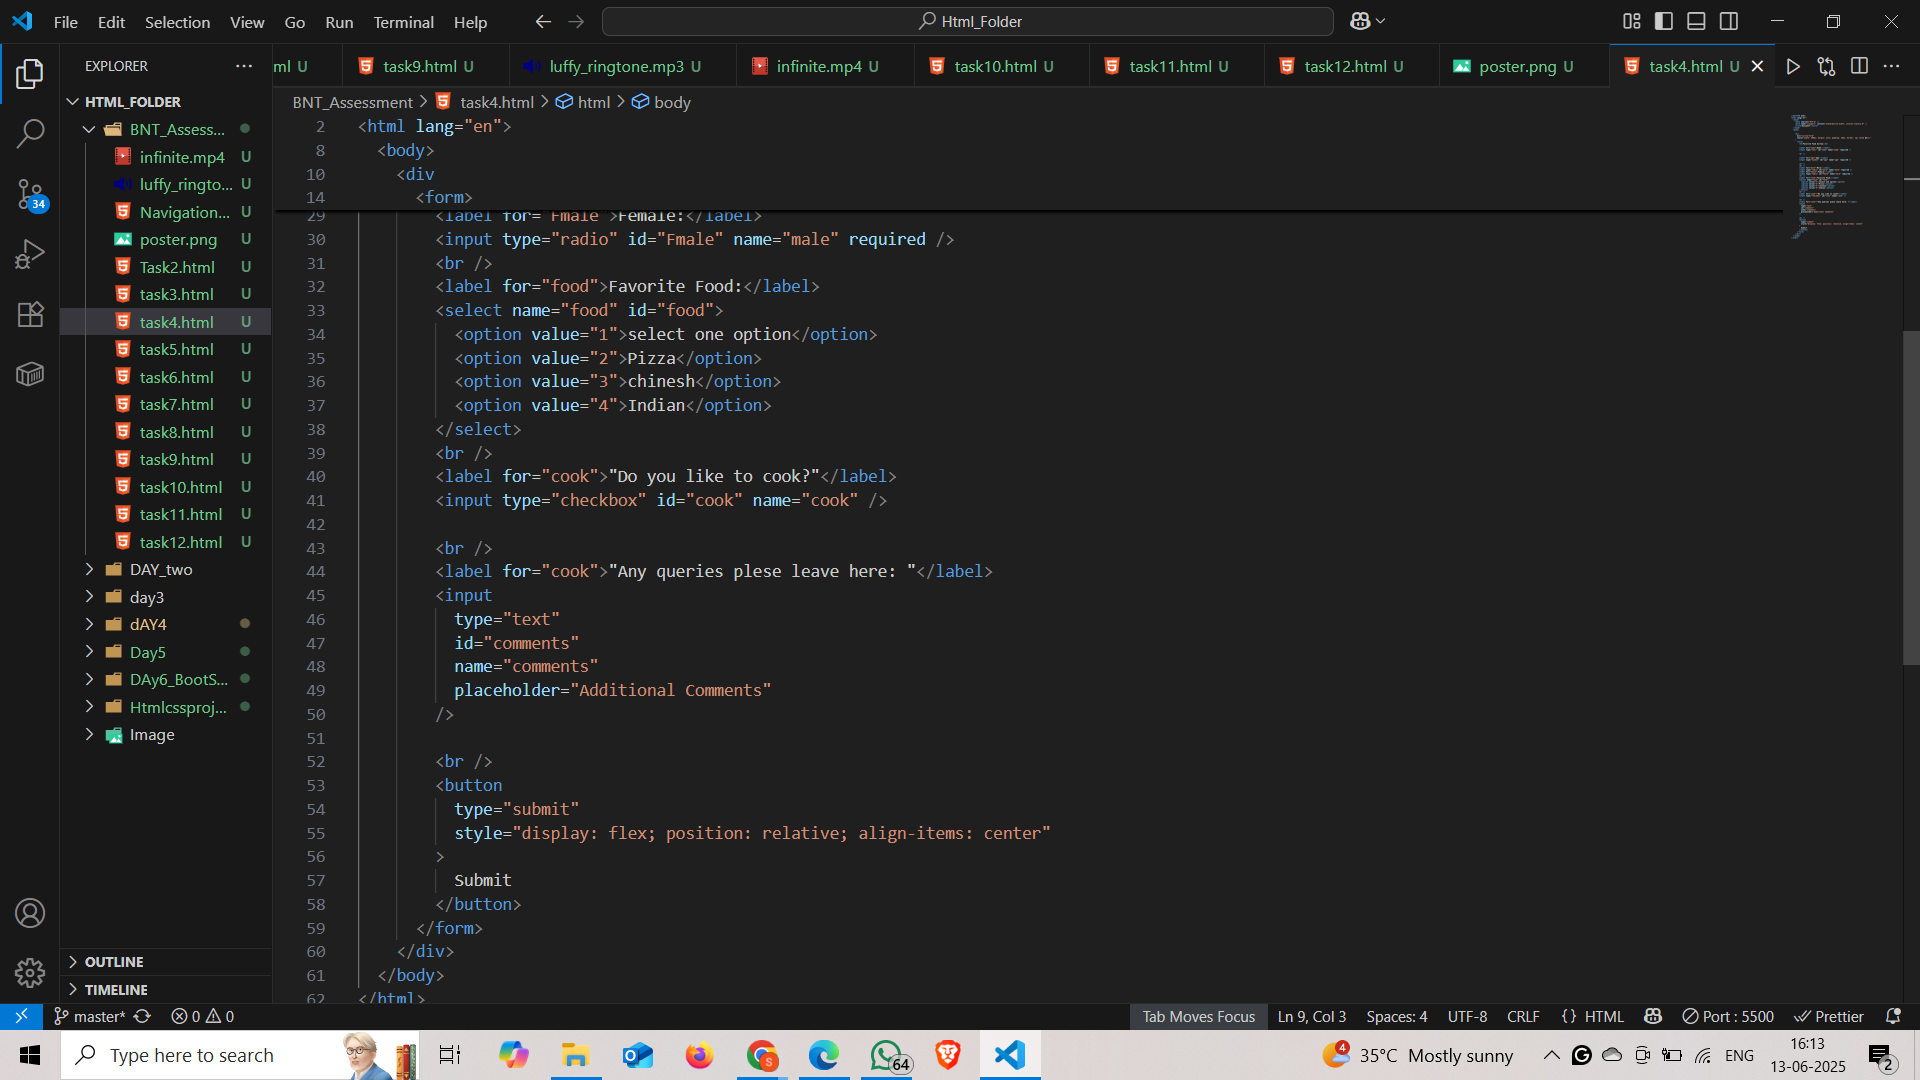 File Edit Selection View Go Run Terminal Help
Html_Folder
EXPLORER
ml U
task9.html U
luffy_ringtone.mp3 U
infinite.mp4 U
task10.html U
task11.html U
task12.html U
poster.png U
task4.html U
HTML_FOLDER
BNT_Assess...
infinite.mp4 U
luffy_ringto... U
Navigation... U
poster.png U
Task2.html U
task3.html U
task4.html U
task5.html U
task6.html U
task7.html U
task8.html U
task9.html U
task10.html U
task11.html U
task12.html U
DAY_two
day3
dAY4
Day5
DAy6_BootS...
Htmlcssproj...
Image
OUTLINE
TIMELINE
34
BNT_Assessment > task4.html > html > body
2 <html lang="en">
8 <body>
10 <div
14 <form>
29 <label for="Fmale">Female:</label>
30 <input type="radio" id="Fmale" name="male" required />
31 <br />
32 <label for="food">Favorite Food:</label>
33 <select name="food" id="food">
34 <option value="1">select one option</option>
35 <option value="2">Pizza</option>
36 <option value="3">chinesh</option>
37 <option value="4">Indian</option>
38 </select>
39 <br />
40 <label for="cook">"Do you like to cook?"</label>
41 <input type="checkbox" id="cook" name="cook" />
42
43 <br />
44 <label for="cook">"Any queries plese leave here: "</label>
45 <input
46 type="text"
47 id="comments"
48 name="comments"
49 placeholder="Additional Comments"
50 />
51
52 <br />
53 <button
54 type="submit"
55 style="display: flex; position: relative; align-items: center"
56 >
57 Submit
58 </button>
59 </form>
60 </div>
61 </body>
62 </html>
master* 0 0
Tab Moves Focus Ln 9, Col 3 Spaces: 4 UTF-8 CRLF {} HTML Port : 5500 Prettier
Type here to search
64
4
35°C Mostly sunny
ENG
16:13
13-06-2025
2